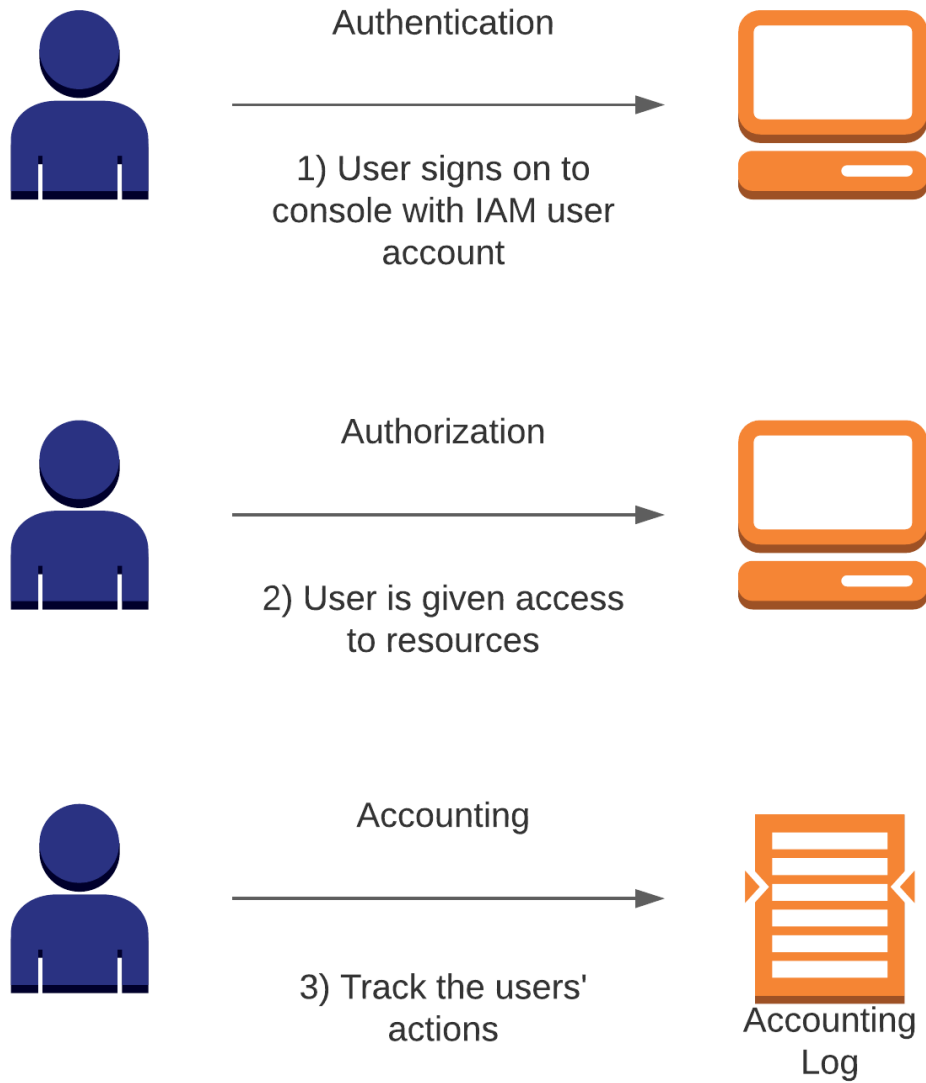 Authentication
1) User signs on to
console with IAM user
account
Authorization
2) User is given access
to resources
Accounting
3) Track the users'
actions
Accounting
Log